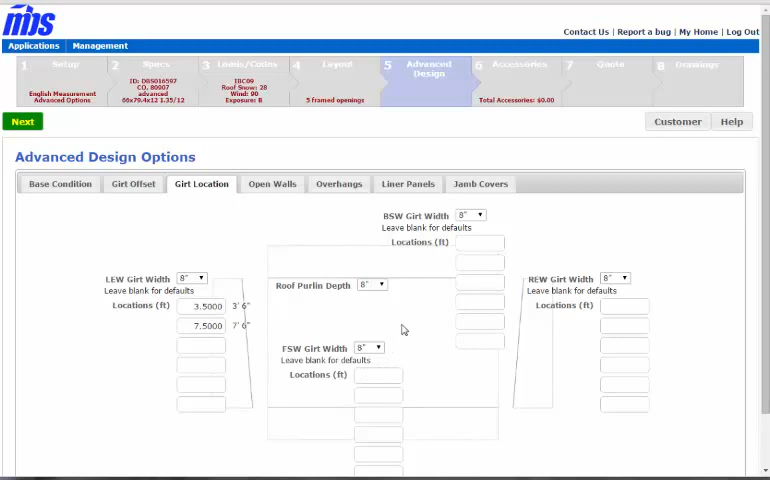 mbs
Contact Us | Report a bug | My Home | Log Out
Applications Management
1 Setup
English Measurement
Advanced Options
2 Specs
ID: DBS016597
CO, 80907
advanced
66x79.4x12 1.35/12
3 Loads/Codes
IBC09
Roof Snow: 28
Wind: 90
Exposure: B
4 Layout
5 framed openings
5 Advanced
Design
6 Accessories
Total Accessories: $0.00
7 Quote
8 Drawings
Next
Customer Help
Advanced Design Options
Base Condition Girt Offset Girt Location Open Walls Overhangs Liner Panels Jamb Covers
BSW Girt Width 8"
Leave blank for defaults
Locations (ft)
LEW Girt Width 8"
Leave blank for defaults
Locations (ft) 3.5000 3' 6"
7.5000 7' 6"
Roof Purlin Depth 8"
REW Girt Width 8"
Leave blank for defaults
Locations (ft)
FSW Girt Width 8"
Leave blank for defaults
Locations (ft)